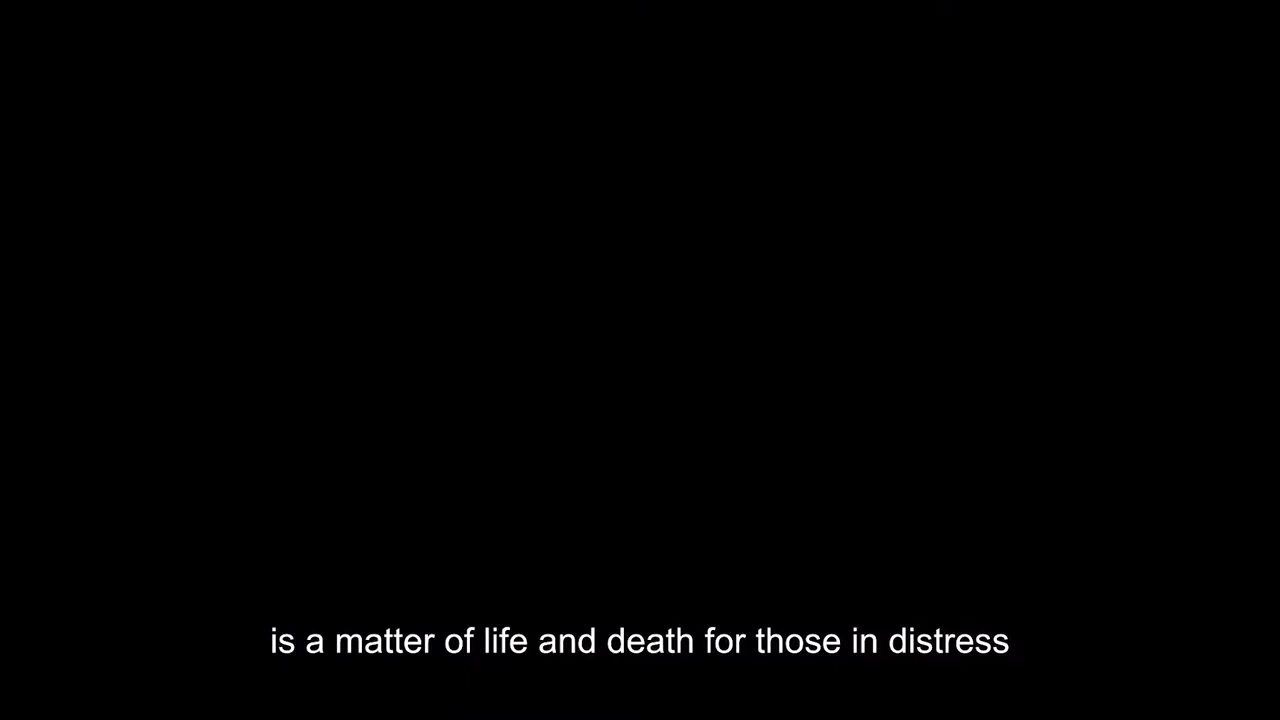 is a matter of life and death for those in distress